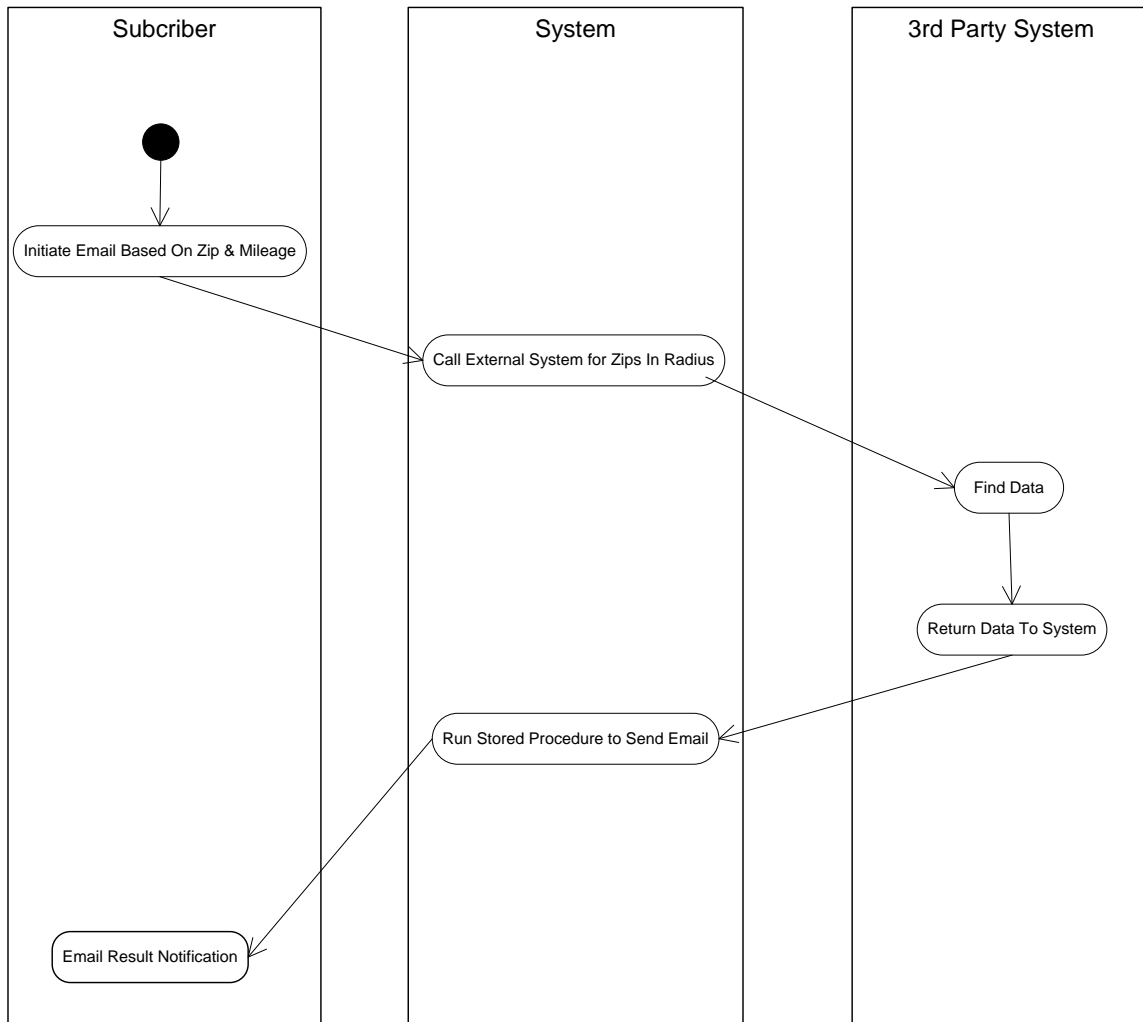 Subcriber
System
3rd Party System
Initiate Email Based On Zip & Mileage
Call External System for Zips In Radius
Find Data
Return Data To System
Run Stored Procedure to Send Email
Email Result Notification